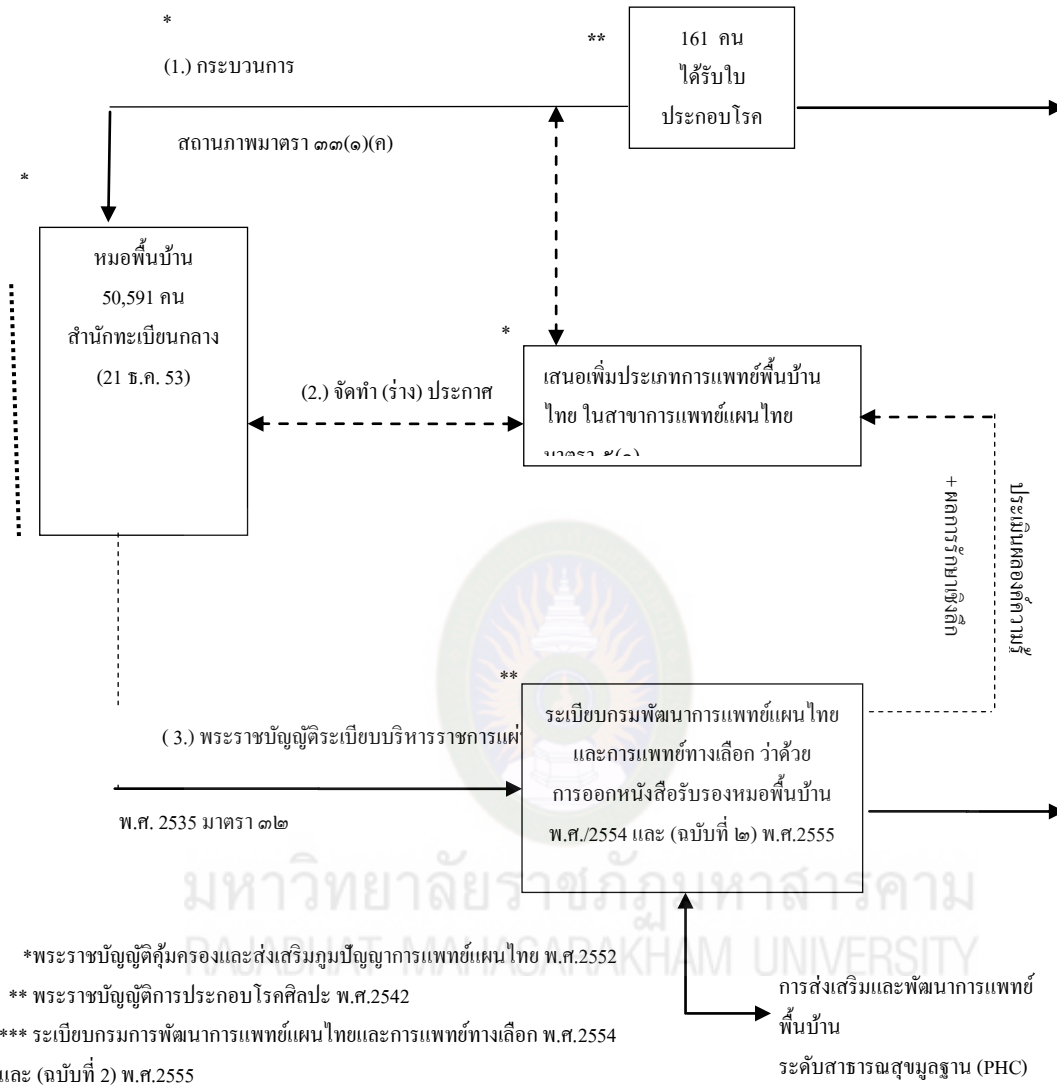 *
(1.) กระบวนการ
**
161 คน
ได้รับใบ
ประกอบโรค
สถานภาพมาตรา ๓๓(๑)(ค)
*
หมอพื้นบ้าน
50,591 คน
สำนักทะเบียนกลาง
(21 ธ.ค. 53)
(2.) จัดทำ (ร่าง) ประกาศ
*
เสนอเพิ่มประเภทการแพทย์พื้นบ้าน
ไทย ในสาขาการแพทย์แผนไทย
ประเมินผลองค์ความรู้
+ ผลการรักษาเชิงลึก
**
( 3.) พระราชบัญญัติระเบียบบริหารราชการแผ่
พ.ศ. 2535 มาตรา ๓๒
ระเบียบกรมพัฒนาการแพทย์แผนไทย
และการแพทย์ทางเลือก ว่าด้วย
การออกหนังสือรับรองหมอพื้นบ้าน
พ.ศ./2554 และ (ฉบับที่ ๒) พ.ศ.2555
มหาวิทยาลัยราชภัฏมหาสารคาม
RAJABHAT MAHASARAKHAM UNIVERSITY
*พระราชบัญญัติคุ้มครองและส่งเสริมภูมปัญญาการแพทย์แผนไทย พ.ศ.2552
** พระราชบัญญัติการประกอบโรคศิลปะ พ.ศ.2542
*** ระเบียบกรมการพัฒนาการแพทย์แผนไทยและการแพทย์ทางเลือก พ.ศ.2554
และ (ฉบับที่ 2) พ.ศ.2555
การส่งเสริมและพัฒนาการแพทย์
พื้นบ้าน
ระดับสาธารณสุขมูลฐาน (PHC)